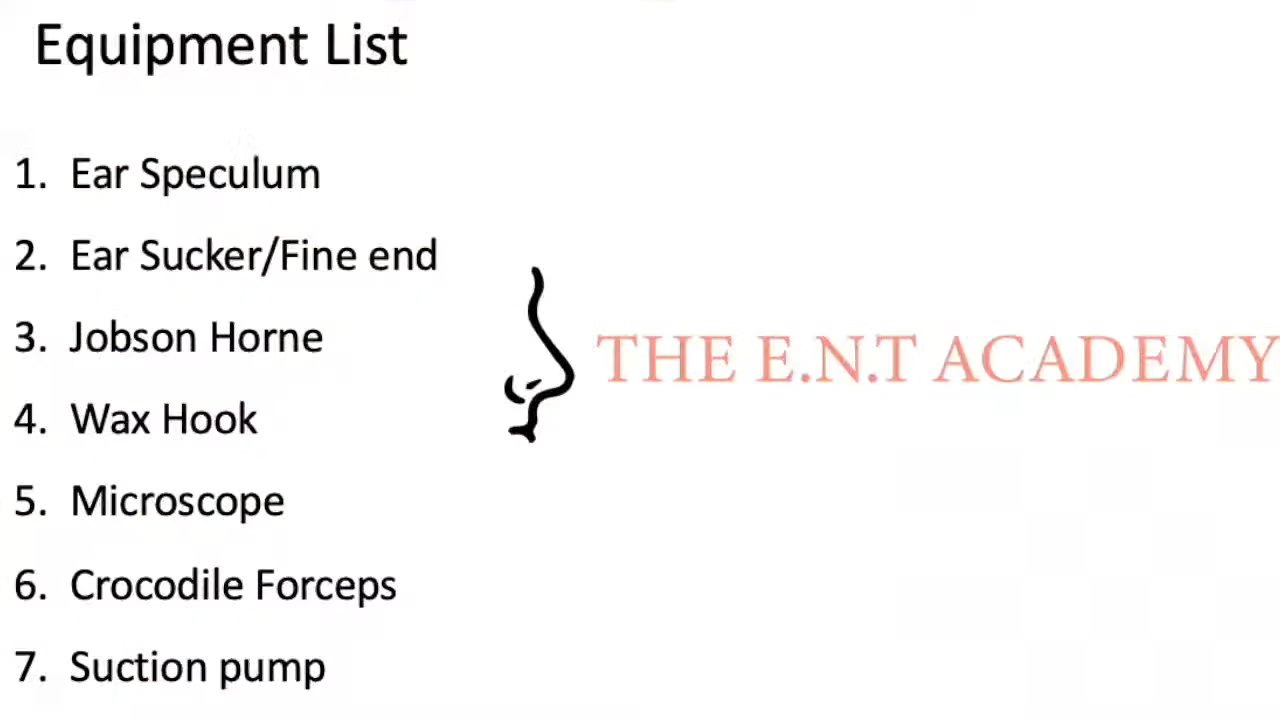 Equipment List
1. Ear Speculum
2. Ear Sucker/Fine end
3. Jobson Horne
4. Wax Hook
5. Microscope
6. Crocodile Forceps
7. Suction pump
THE E.N.T ACADEMY